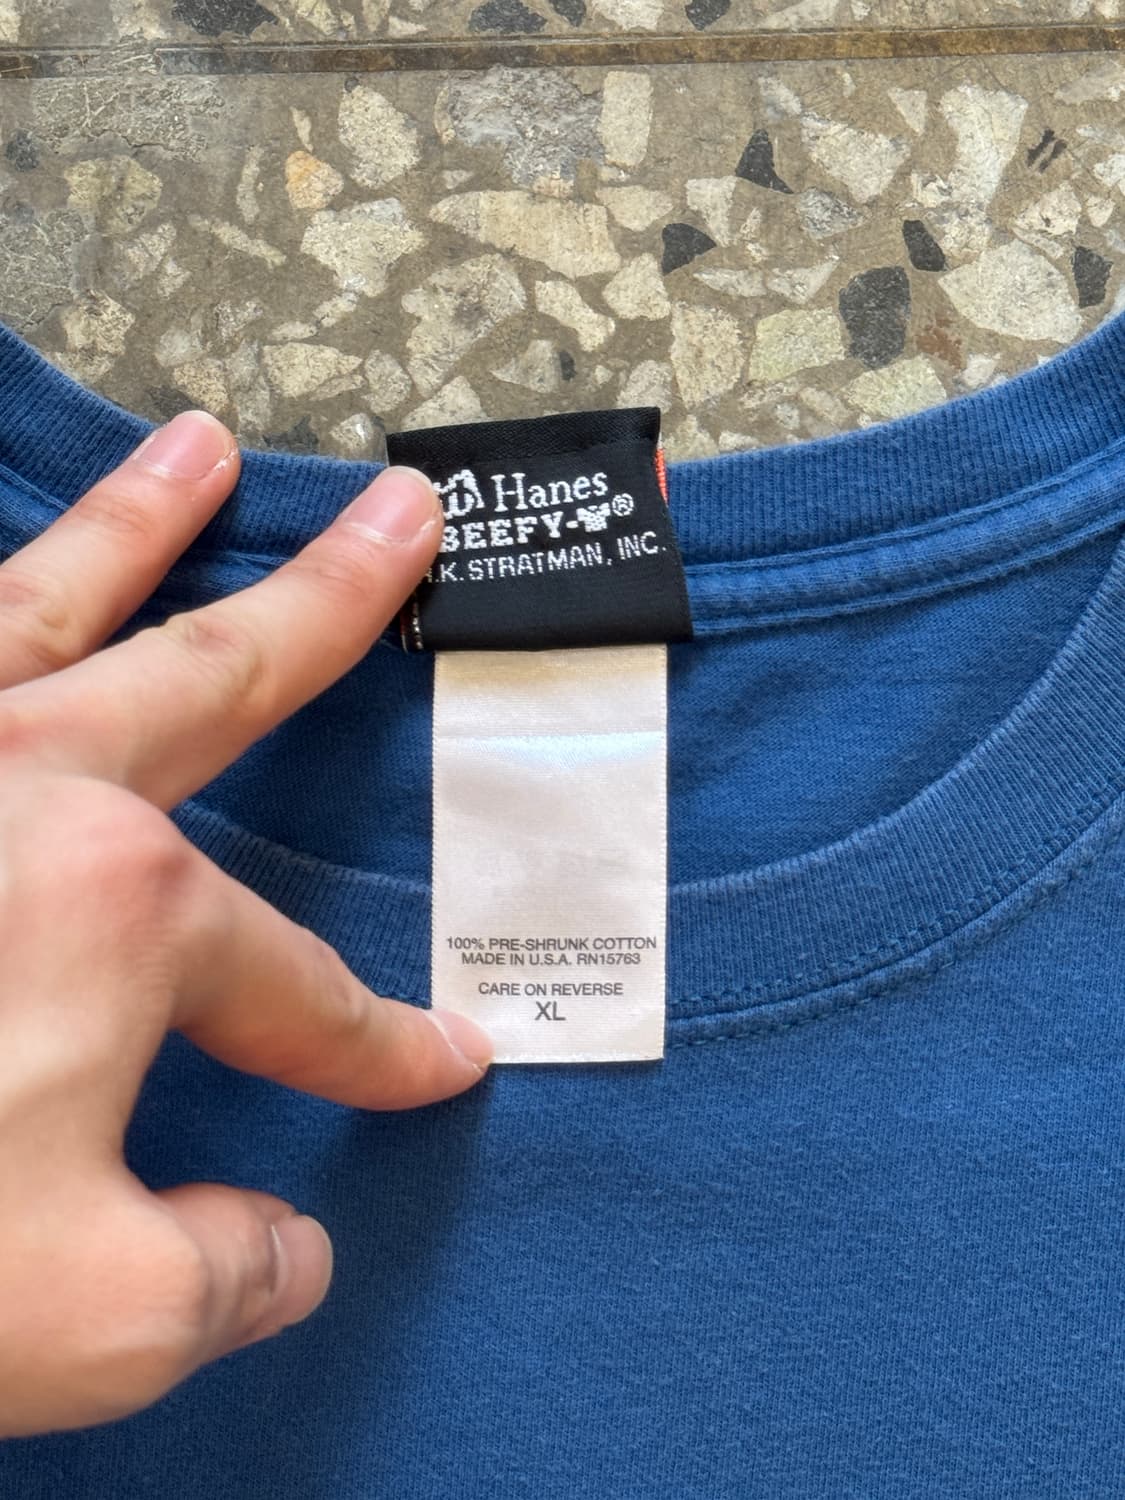 Hanes
BEEFY-®
.K. STRATMAN, INC.
100% PRE-SHRUNK COTTON
MADE IN U.S.A. RN15763
CARE ON REVERSE
XL